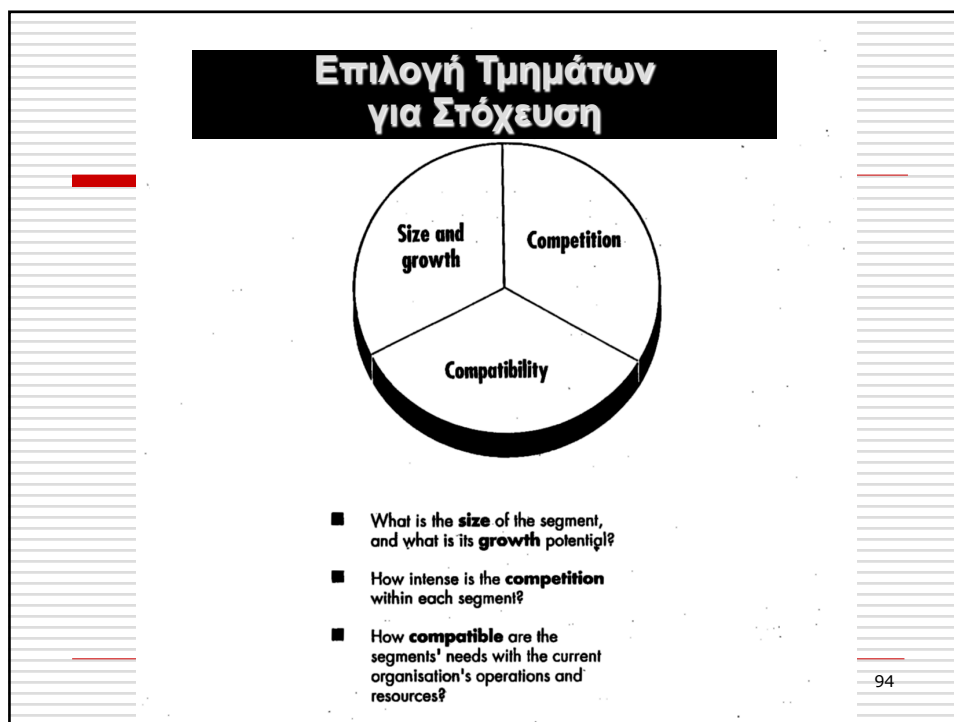 Επιλογή Τμημάτων
για Στόχευση
Size and
growth
Competition
Compatibility
■ What is the size of the segment,
and what is its growth potential?
■ How intense is the competition
within each segment?
■ How compatible are the
segments' needs with the current
organisation's operations and
resources?
94